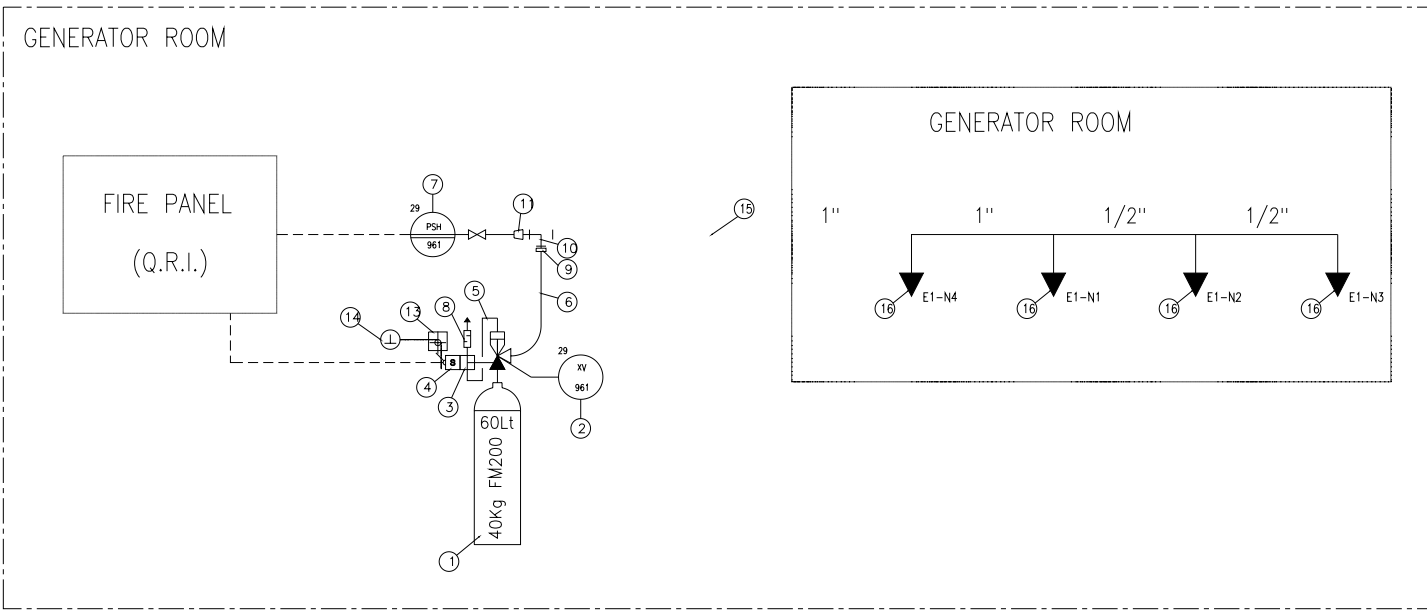 GENERATOR ROOM
FIRE PANEL
(Q.R.I.)
7
29
PSH
961
11
10
9
6
5
8
13
14
S
4
3
29
XV
961
2
60Lt
40Kg FM200
1
15
GENERATOR ROOM
1" 1" 1/2" 1/2"
E1-N4 E1-N1 E1-N2 E1-N3
16 16 16 16